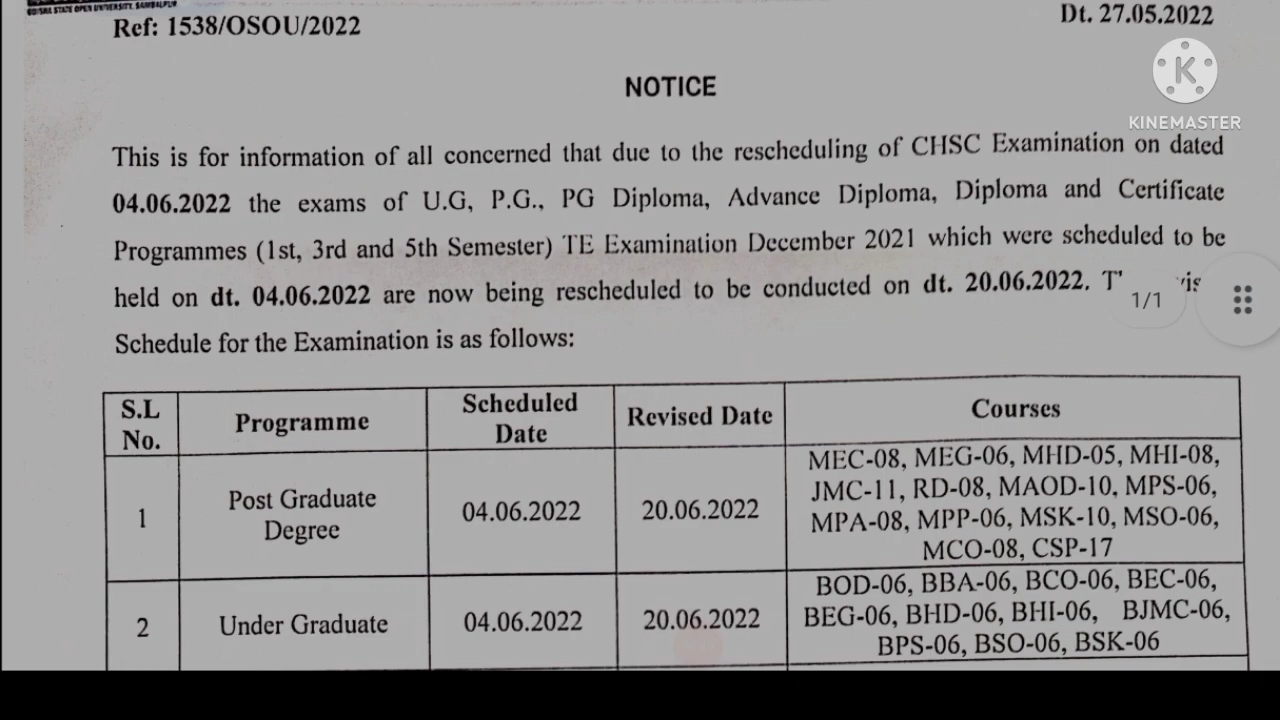 ODISHA STATE OPEN UNIVERSITY, SAMBALPUR
Ref: 1538/OSOU/2022
Dt. 27.05.2022
KINEMASTER
NOTICE
This is for information of all concerned that due to the rescheduling of CHSC Examination on dated
04.06.2022 the exams of U.G, P.G., PG Diploma, Advance Diploma, Diploma and Certificate
Programmes (1st, 3rd and 5th Semester) TE Examination December 2021 which were scheduled to be
held on dt. 04.06.2022 are now being rescheduled to be conducted on dt. 20.06.2022.
1/1
Schedule for the Examination is as follows:
S.L No. Programme Scheduled Date Revised Date Courses
1 Post Graduate Degree 04.06.2022 20.06.2022 MEC-08, MEG-06, MHD-05, MHI-08,
JMC-11, RD-08, MAOD-10, MPS-06,
MPA-08, MPP-06, MSK-10, MSO-06,
MCO-08, CSP-17
2 Under Graduate 04.06.2022 20.06.2022 BOD-06, BBA-06, BCO-06, BEC-06,
BEG-06, BHD-06, BHI-06, BJMC-06,
BPS-06, BSO-06, BSK-06